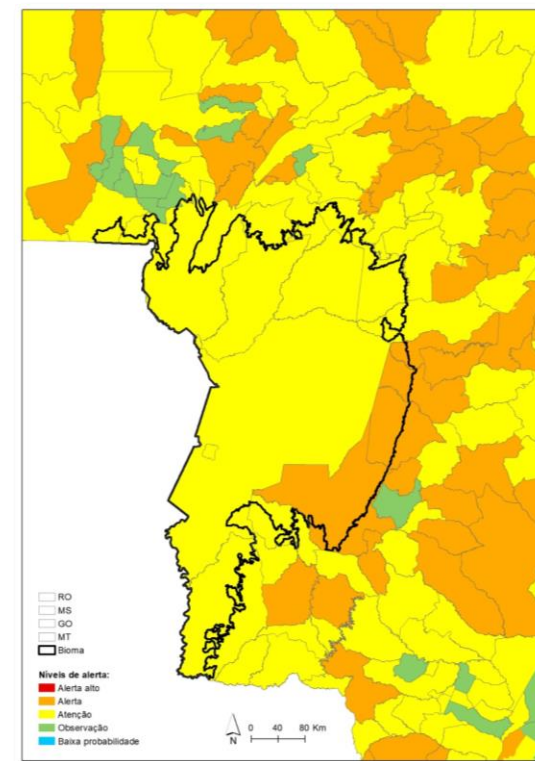 RO
MS
GO
MT
Bioma
Níveis de alerta:
Alerta alto
Alerta
Atenção
Observação
Baixa probabilidade
N
0 40 80 Km